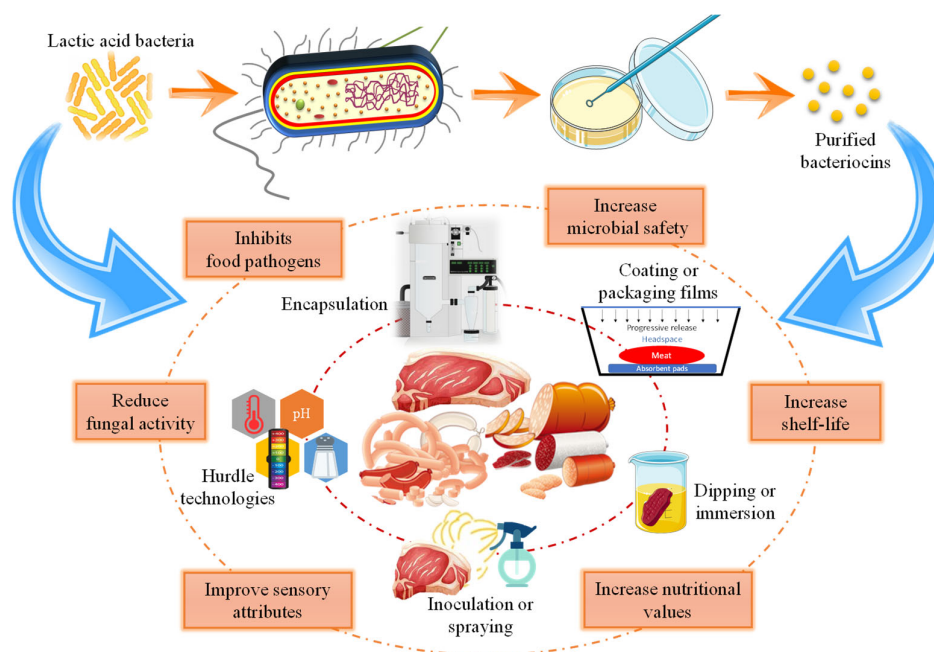 Lactic acid bacteria
Purified
bacteriocins
Increase
microbial safety
Inhibits
food pathogens
Encapsulation
Coating or
packaging films
Progressive release
Headspace
Meat
Absorbent pads
Reduce
fungal activity
pH
Hurdle
technologies
Increase
shelf-life
Dipping or
immersion
Improve sensory
attributes
Inoculation or
spraying
Increase nutritional
values